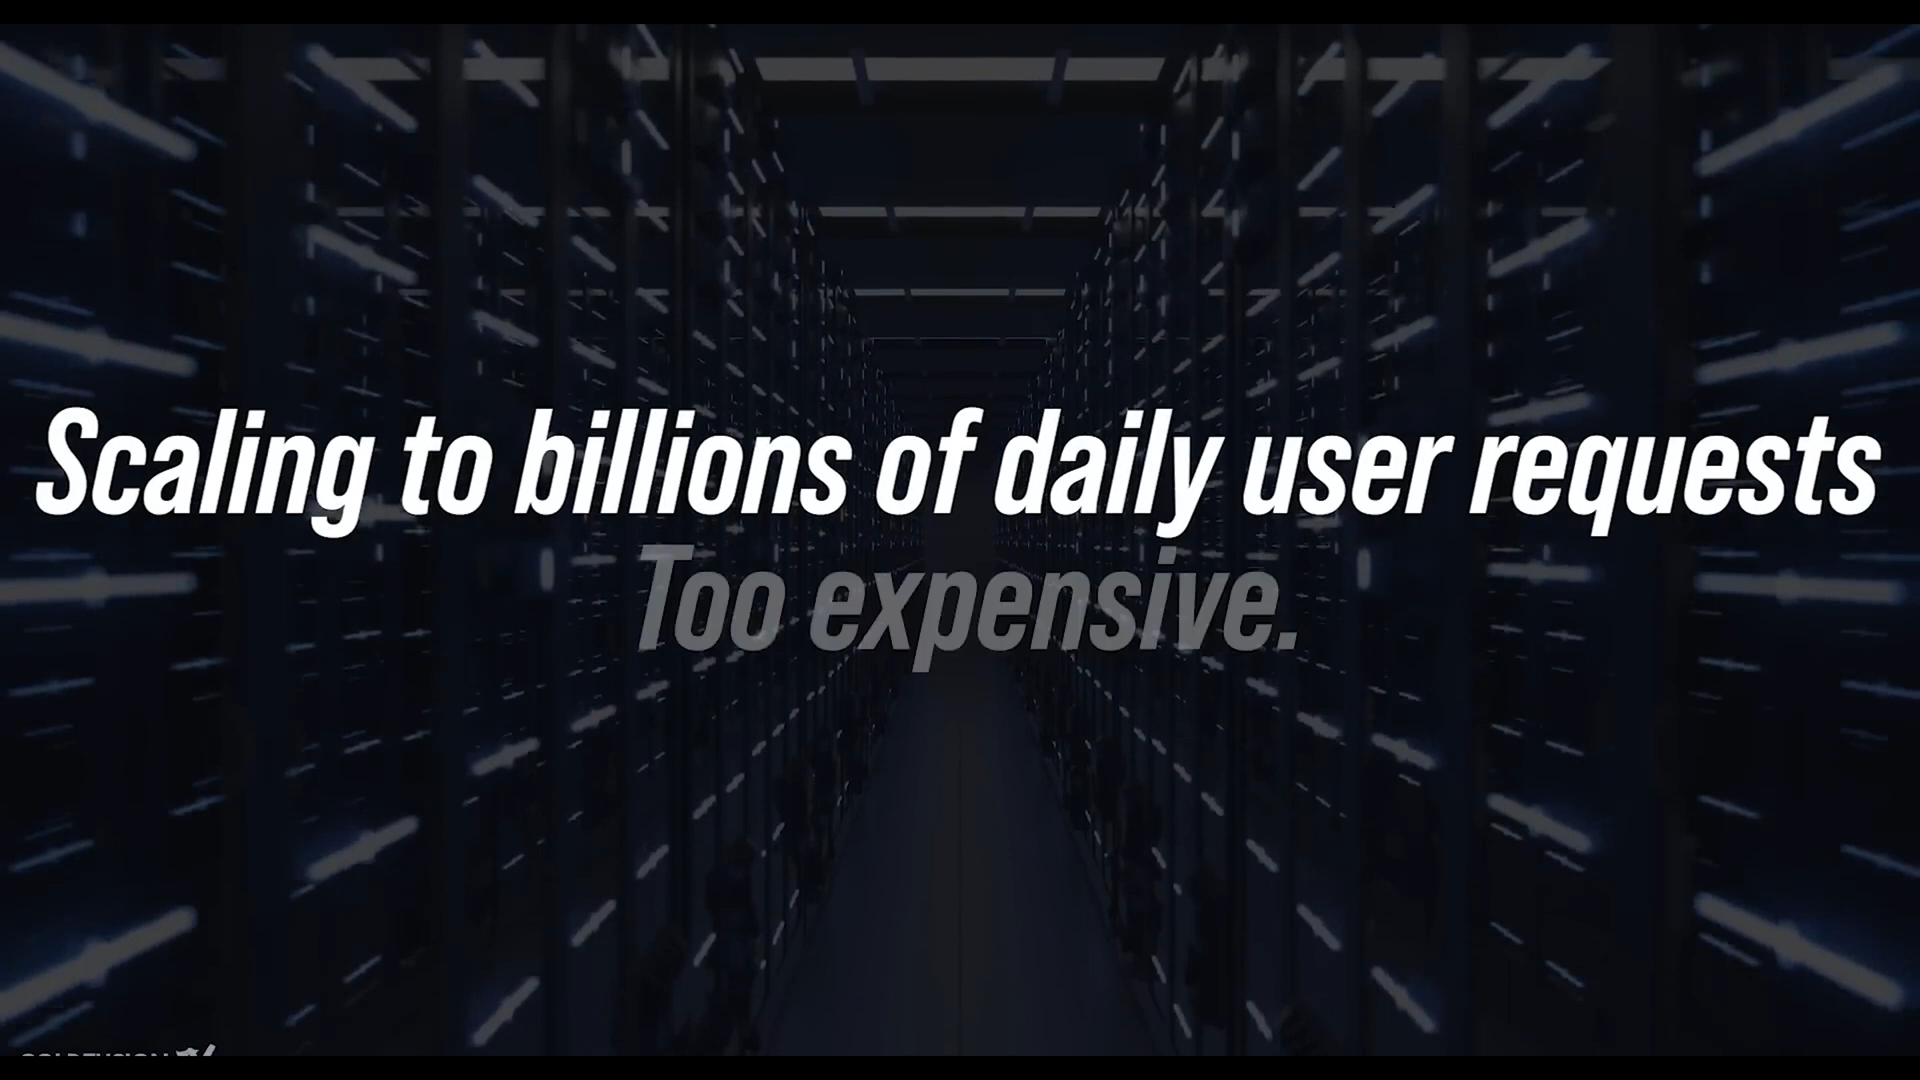 Scaling to billions of daily user requests
Too expensive.